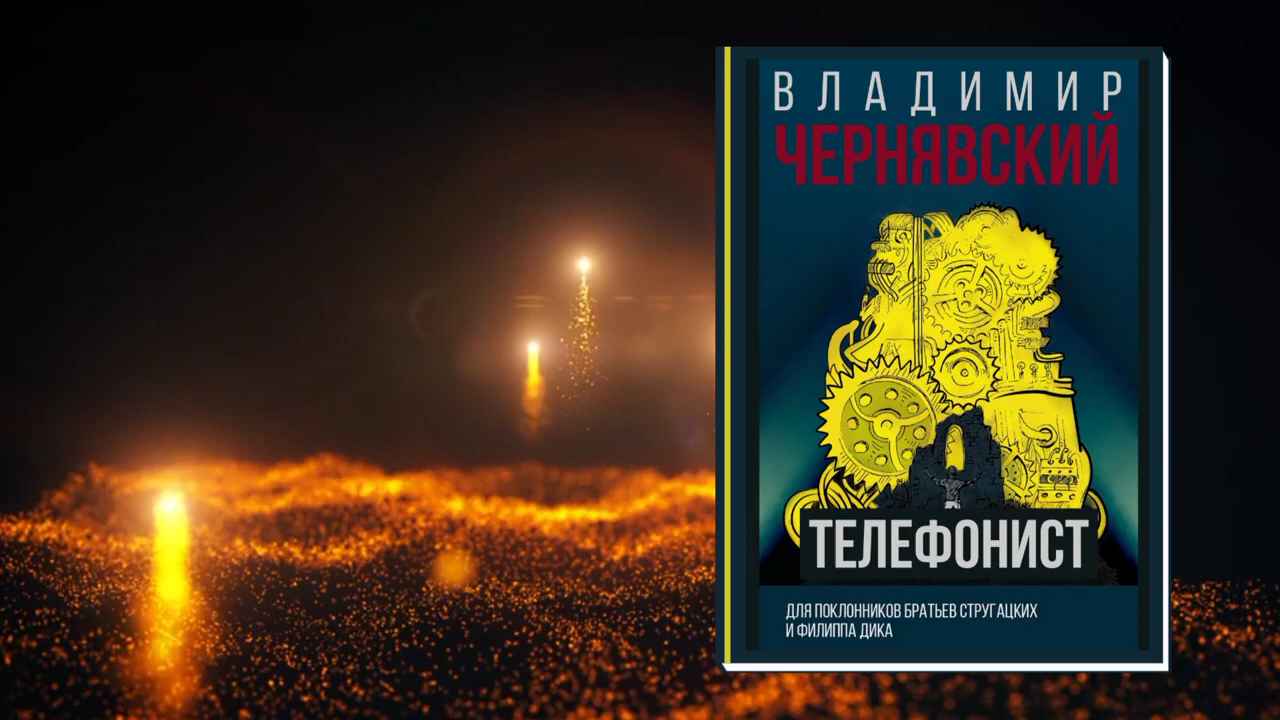 ВЛАДИМИР
ЧЕРНЯВСКИЙ
ТЕЛЕФОНИСТ
ДЛЯ ПОКЛОННИКОВ БРАТЬЕВ СТРУГАЦКИХ
И ФИЛИППА ДИКА